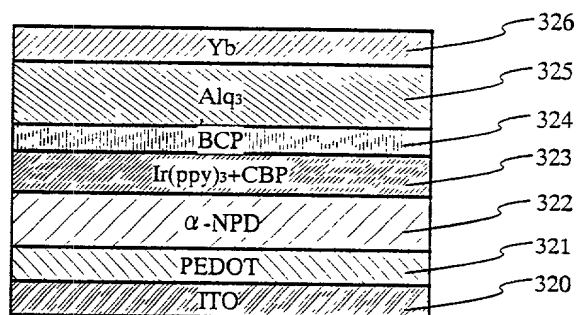 Yb 326
Alq₃ 325
BCP 324
Ir(ppy)₃+CBP 323
α-NPD 322
PEDOT 321
ITO 320